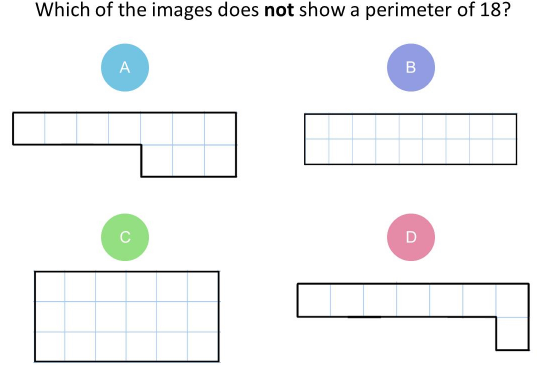 Which of the images does not show a perimeter of 18?
A
B
C
D